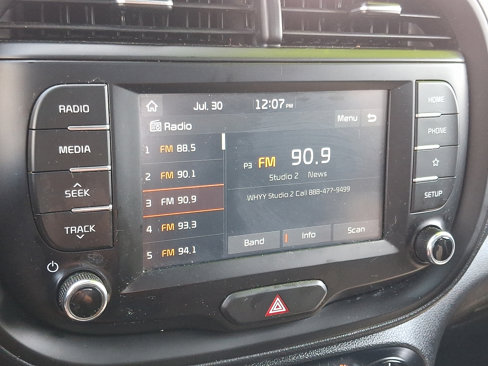 RADIO
MEDIA
SEEK
TRACK
Jul. 30 12:07PM
Radio
Menu
1 FM 88.5
2 FM 90.1
3 FM 90.9
4 FM 93.3
5 FM 94.1
P3 FM 90.9
Studio 2 News
WHYY Studio 2 Call 888-477-9499
Band
Info
Scan
HOME
PHONE
SETUP